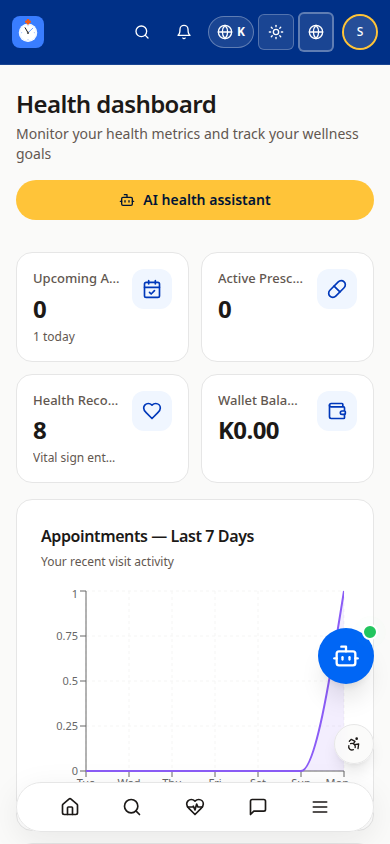 K
S
Health dashboard
Monitor your health metrics and track your wellness
goals
AI health assistant
Upcoming A...
0
1 today
Active Presc...
0
Health Reco...
8
Vital sign ent...
Wallet Bala...
K0.00
Appointments — Last 7 Days
Your recent visit activity
1
0.75
0.5
0.25
0
Tue Wed Thu Fri Sat Sun Mon